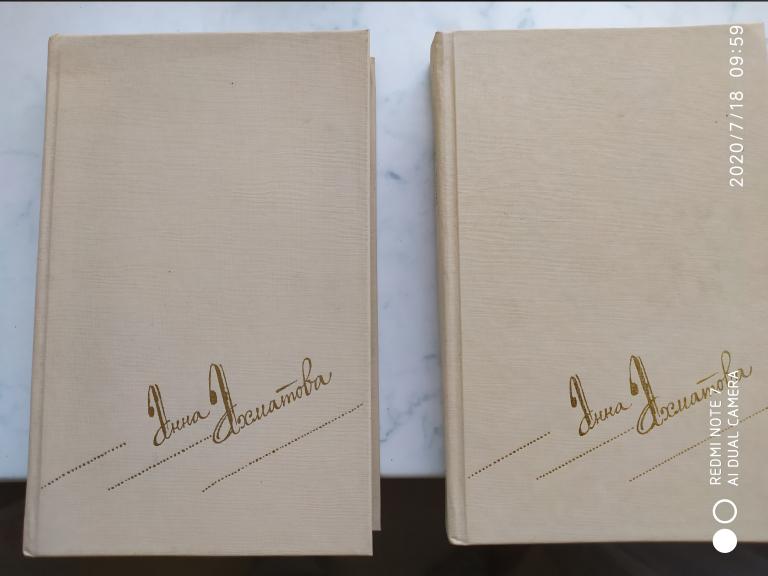 Анна Ахматова
Анна Ахматова
2020/7/18 09:59
REDMI NOTE 7
AI DUAL CAMERA